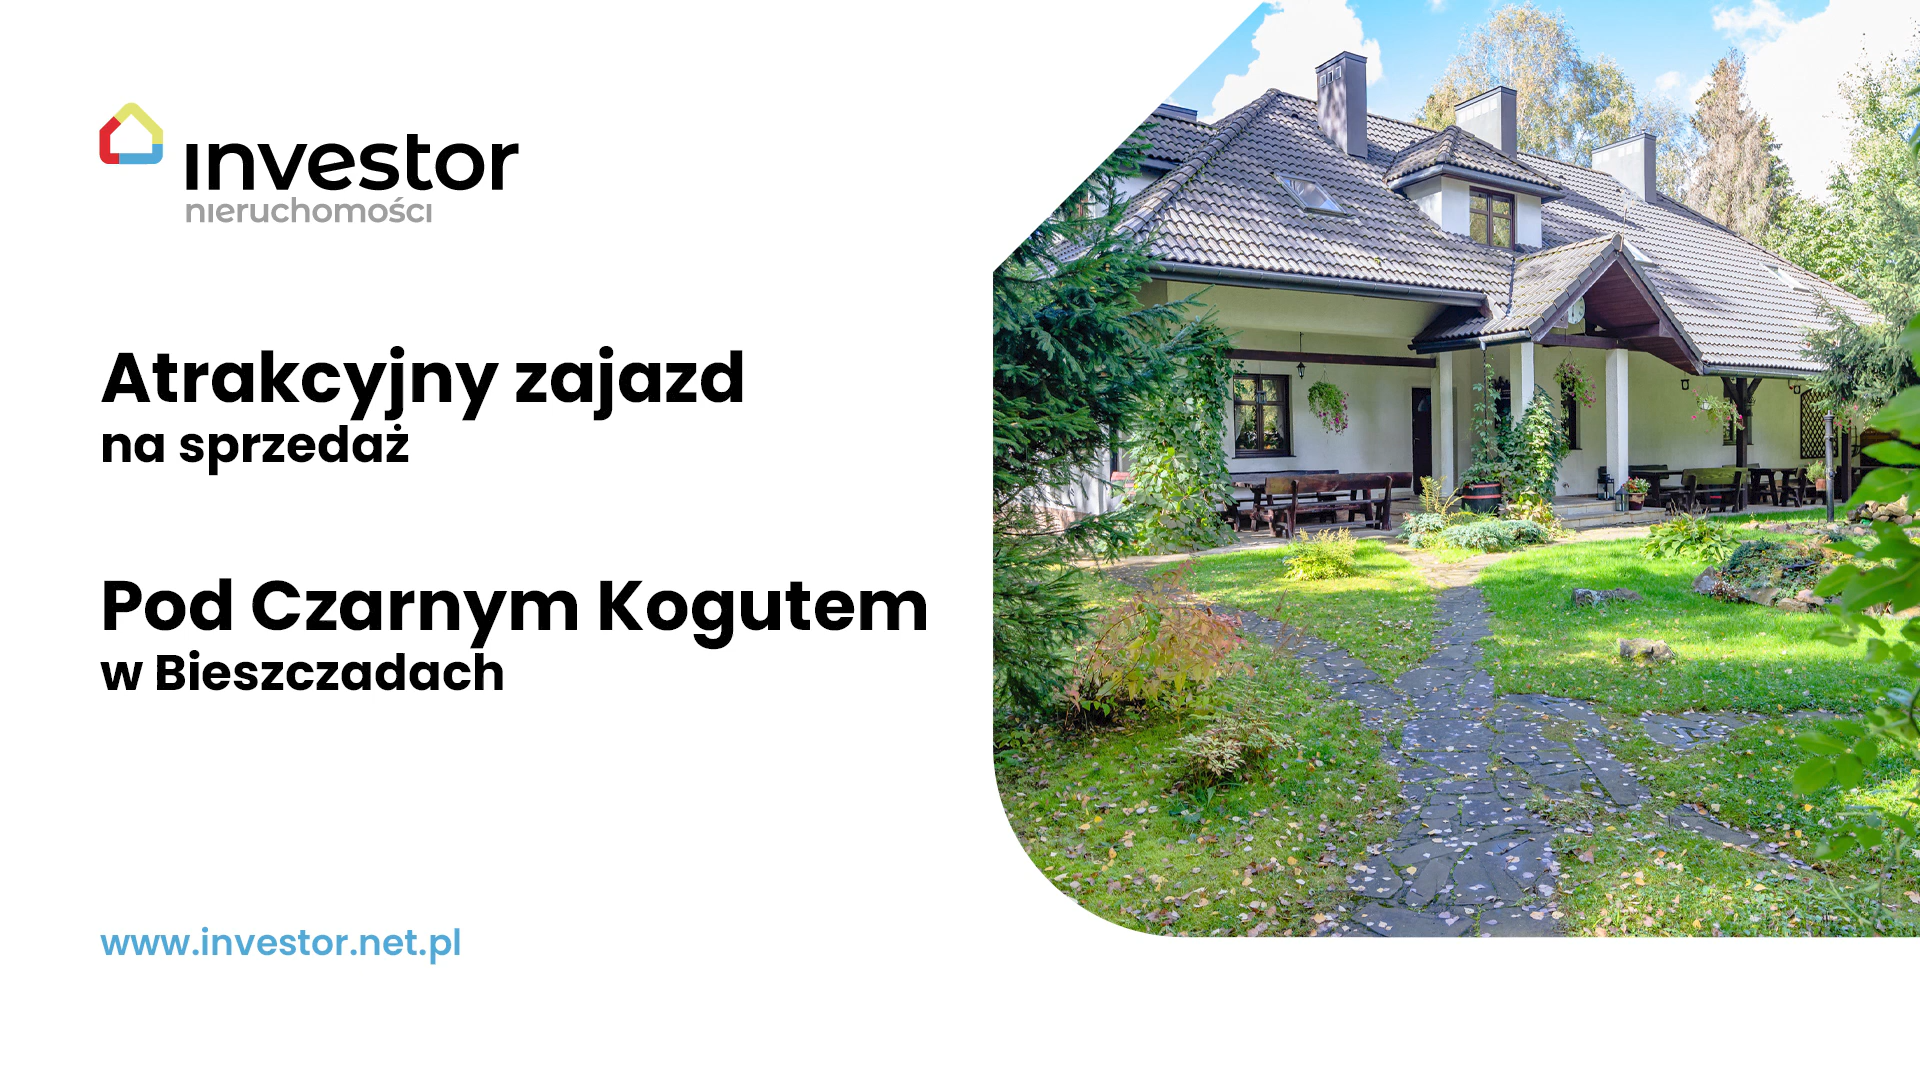 investor
nieruchomości
Atrakcyjny zajazd
na sprzedaż
Pod Czarnym Kogutem
w Bieszczadach
www.investor.net.pl